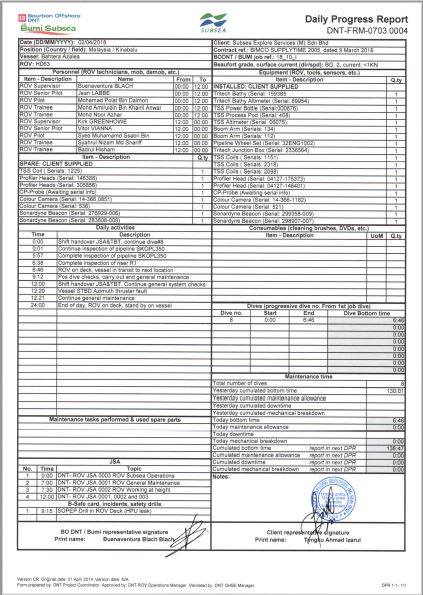 Bourbon Offshore
DNT
Bumi Subsea
SUBSEA
Daily Progress Report
DNT-FRM-0703.0004
Date (DD/MM/YYYY): 02/04/2018
Client: Subsea Explore Services (M) Sdn Bhd
Position (Country / field): Malaysia / Kinabalu
Contract ref.: BIMCO SUPPLYTIME 2005, dated 9 March 2018
Vessel: Bahtera Azalea
BODNT / BUMI job ref.: 18_10_I
ROV: HD63
Beaufort grade, surface current (dir/spd): BG: 2, current: <1KN
Personnel (ROV technicians, mob, demob, etc.)
Equipment (ROV, tools, sensors, etc.)
Item - Description Name From To
Item - Description Q.ty
ROV Supervisor Buenaventura BLACH 00:00 12:00
INSTALLED: CLIENT SUPPLIED
ROV Senior Pilot Jean LABBE 00:00 12:00
Tritech Bathy (Serial: 159385 1
ROV Pilot Mohamad Polat Bin Daimon 00:00 12:00
Tritech Bathy Altimeter (Serial: 69954) 1
ROV Trainee Mohd Amiruldin Bin Khairil Anwar 00:00 12:00
TSS Power Bottle (Serial:000876) 1
ROV Trainee Mohd Noor Azhar 00:00 12:00
TSS Process Pod (Serial: 408) 1
ROV Supervisor Kirk GREENHOWE 12:00 00:00
TSS Altimeter (Serial: 06075) 1
ROV Senior Pilot Vitor VIANNA 12:00 00:00
Boom Arm (Serial: 134) 1
ROV Pilot Syed Muhamamd Ssabri Bin 12:00 00:00
Boom Arm (Serial: 112) 1
ROV Trainee Syahrul Nizam Md Shariff 12:00 00:00
Pipeline Wheel Set (Serial: 32ENG1002) 1
ROV Trainee Badrul Hisham 12:00 00:00
Tritech Junction Box (Serial: 2336564) 1
Item - Description Q.ty
TSS Coils (Serial: 1151) 1
SPARE: CLIENT SUPPLIED
TSS Coils (Serial: 2318) 1
TSS Coil ( Serials: 1225) 1
TSS Coils (Serial: 2098) 1
Profiler Heads (Serial: 146388) 1
Profiler Head (Serial: 04127-175373) 1
Profiler Heads (Serial: 305856) 1
Profiler Head (Serial: 04127-146401) 1
CP-Probe (Awaiting serial info) 1
CP-Probe (Awaiting serial info) 1
Colour Camera (Serial: 14-366.0851) 1
Colour Camera (Serial: 14-366-1182) 1
Colour Camera (Serial: 536) 1
Colour Camera (Serial: 521) 1
Sonardyne Beacon (Serial: 276929-006) 1
Sonardyne Beacon (Serial: 299358-009) 1
Sonardyne Beacon (Serial: 283608-008) 1
Sonardyne Beacon (Serial: 298907-007) 1
Daily activities
Consumables (cleaning brushes, DVDs, etc.)
Time Description
Item - Description UoM Q.ty
0:00 Shift handover JSA&TBT, continue dive#8
0:01 Continue inspection of pipeline SKOPL350
5:57 Complete inspection of pipeline SKOPL350
6:38 Complete inspection of riser R1
6:46 ROV on deck, vessel in transit to next location
9:12 Pos dive checks, carry out and general maintenance
12:00 Shift handover JSA&TBT, Continue general system checks
12:20 Vessel STBD Azimuth thruster fault
12:21 Continue general maintenance
24:00 End of day, ROV on deck, stand by on vessel
Dives (progressive dive no. From 1st job dive)
Dive no. Start End Dive Bottom time
8 0:00 6:46 6:46
0:00
0:00
0:00
0:00
0:00
0:00
0:00
Maintenance time
Total number of dives 8
Yesterday cumulated bottom time 130:01
Yesterday cumulated maintenance allowance
Yesterday cumulated downtime
Yesterday cumulated mechanical breakdown
Maintenance tasks performed & used spare parts
Today bottom time 6:46
Today maintenance allowance 0:00
Today downtime
Today mechanical breakdown 0:00
Cumulated bottom time report in next DPR 136:47
Cumulated maintenance allowance report in next DPR
Cumulated downtime report in next DPR
Cumulated mechanical breakdown report in next DPR
JSA
Notes:
No. Time Topic
1 0:00 DNT- ROV JSA 0003 ROV Subsea Operations
2 7:00 DNT- ROV JSA 0001 ROV General Maintenance
3 7:30 DNT- ROV JSA 0002 ROV Working at height
4 12:00 DNT- ROV JSA 0001, 0002 and 003
B-Safe card, incidents, safety drills
1 9:15 SOPEP Drill in ROV Deck (HPU leak)
BO DNT / Bumi representative signature
Print name: Buenaventura Blach Blach
Client representative signature
Print name: Tengku Ahmad Izarul
Version CR. Original date: 01 April 2014. Version date: N/A.
Form prepared by: DNT Project Coordinator Approved by: DNT ROV Operations Manager Validated by: DNT QHSE Manager
DPR 1-1- 1/1